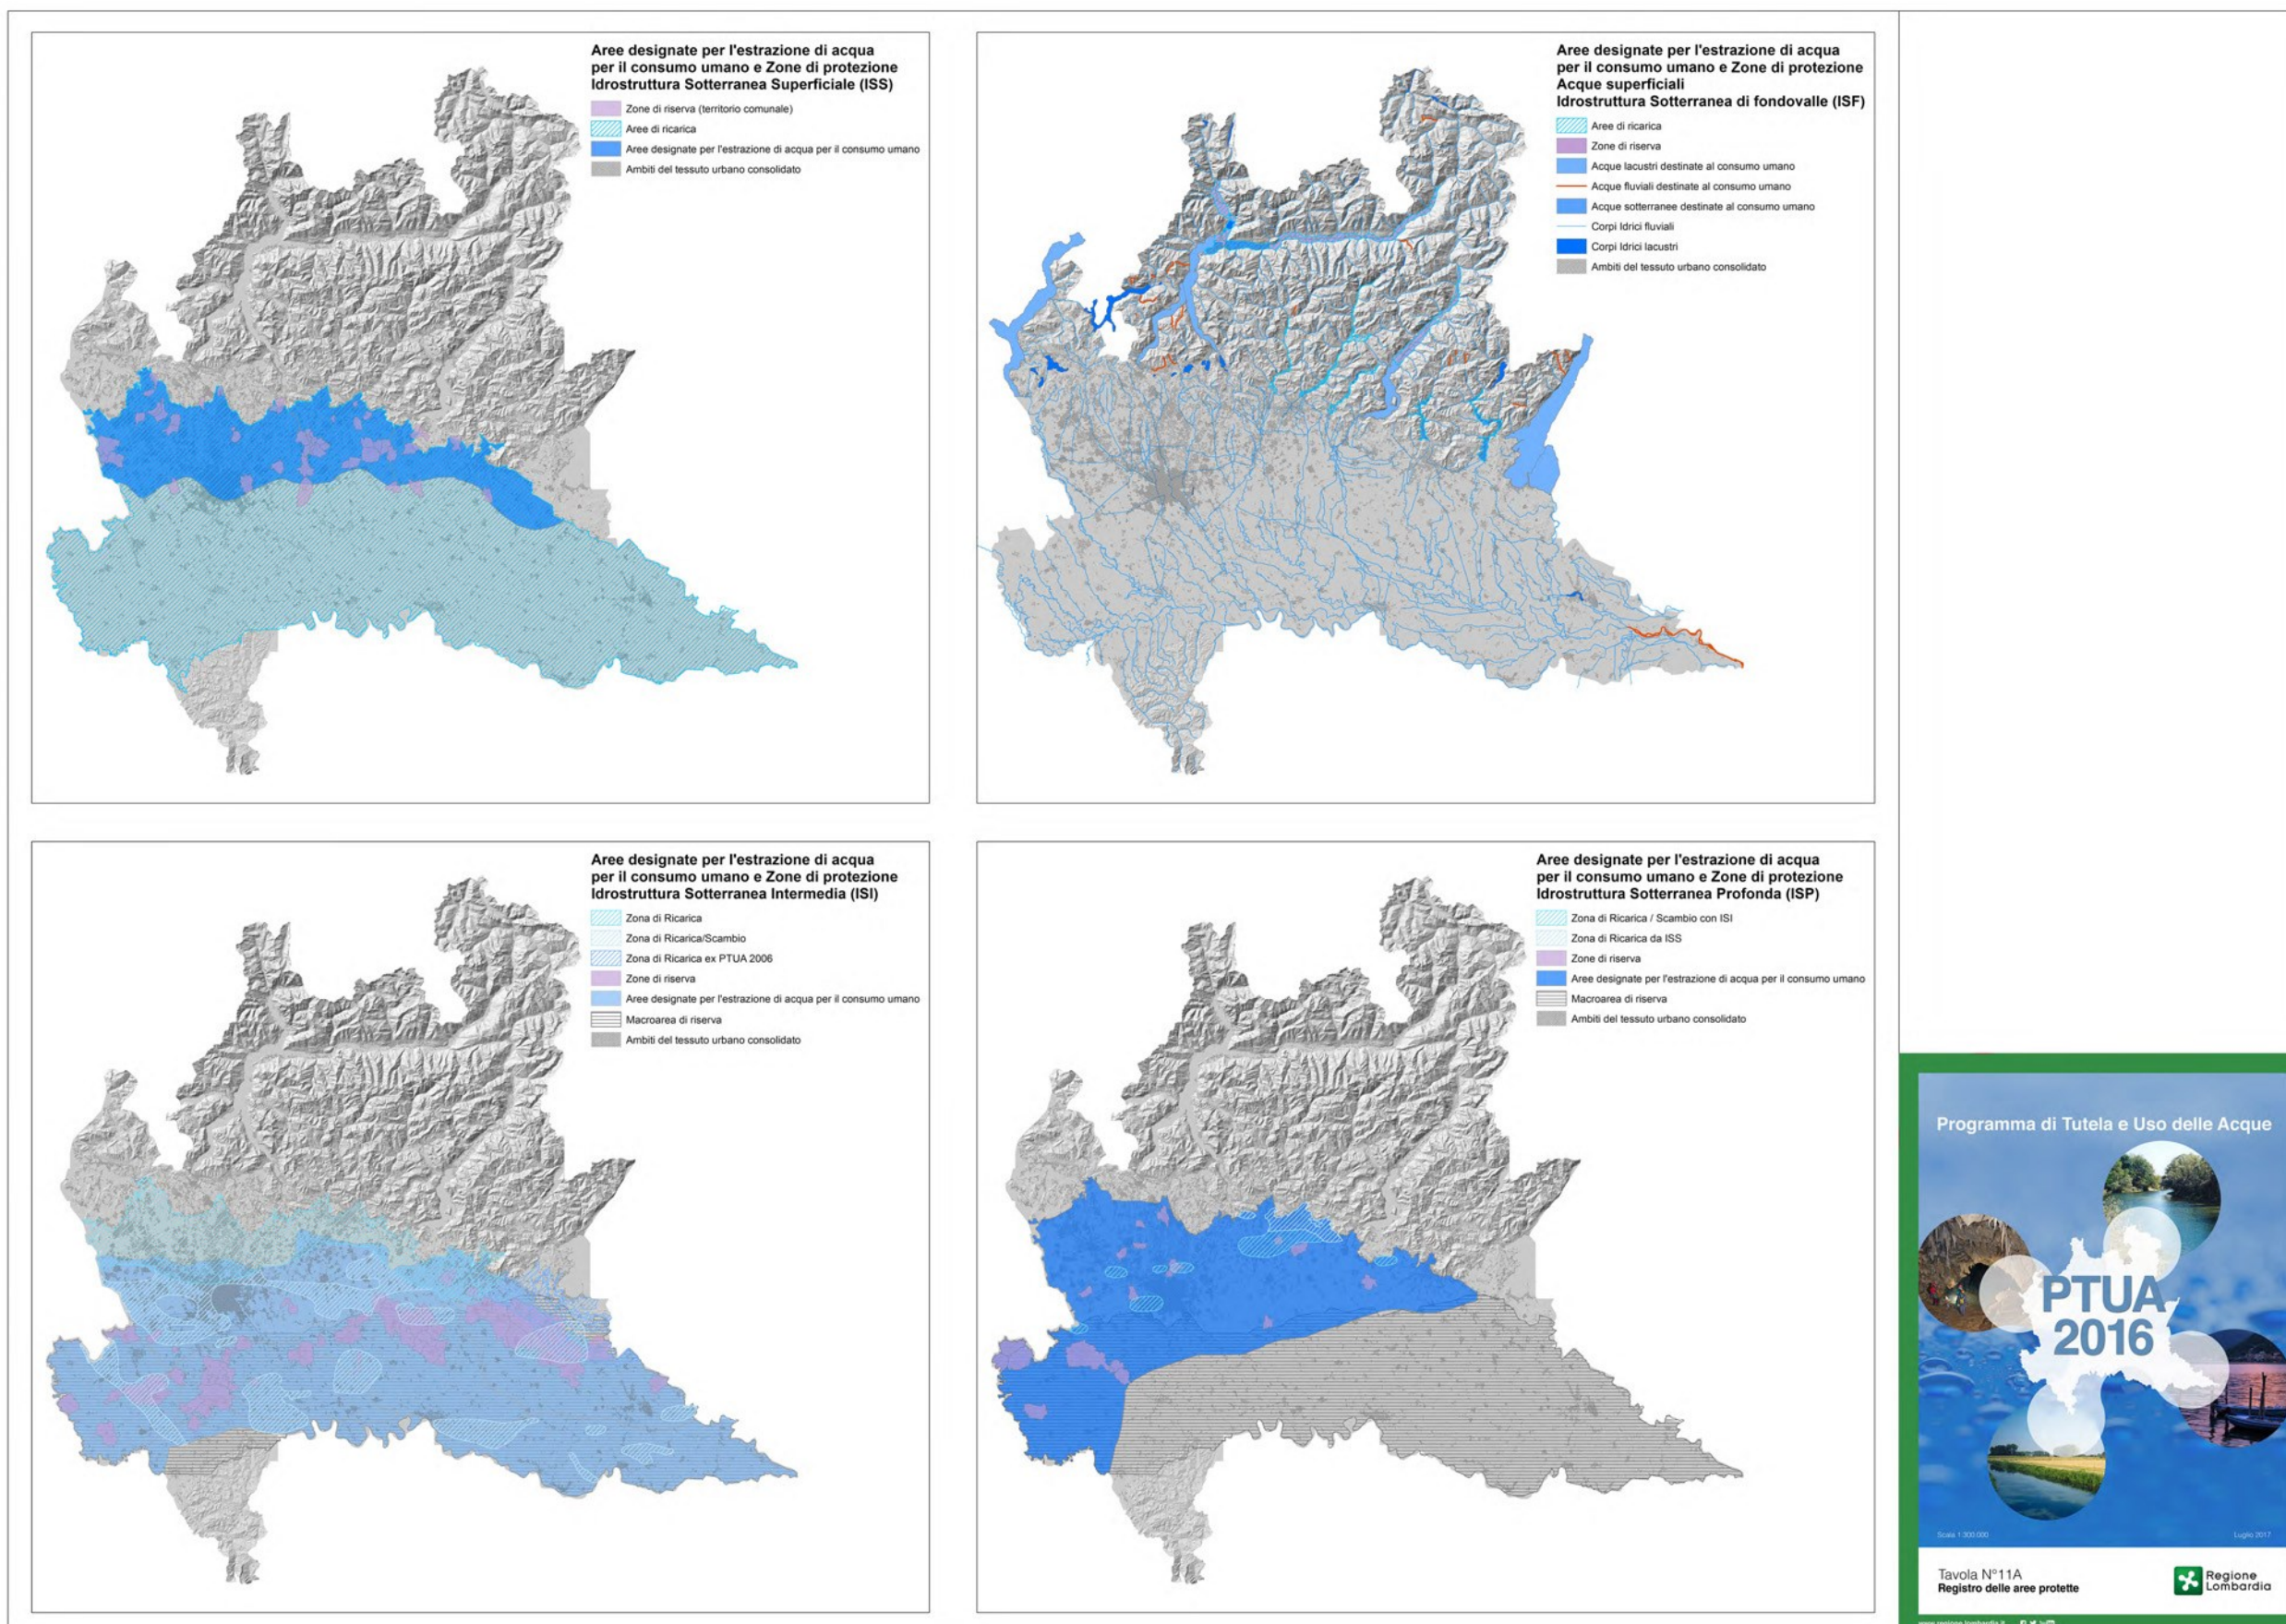 Aree designate per l'estrazione di acqua
per il consumo umano e Zone di protezione
Idrostruttura Sotterranea Superficiale (ISS)
Zone di riserva (territorio comunale)
Aree di ricarica
Aree designate per l'estrazione di acqua per il consumo umano
Ambiti del tessuto urbano consolidato
Aree designate per l'estrazione di acqua
per il consumo umano e Zone di protezione
Acque superficiali
Idrostruttura Sotterranea di fondovalle (ISF)
Aree di ricarica
Zone di riserva
Acque lacustri destinate al consumo umano
Acque fluviali destinate al consumo umano
Acque sotterranee destinate al consumo umano
Corpi Idrici fluviali
Corpi Idrici lacustri
Ambiti del tessuto urbano consolidato
Aree designate per l'estrazione di acqua
per il consumo umano e Zone di protezione
Idrostruttura Sotterranea Intermedia (ISI)
Zona di Ricarica
Zona di Ricarica/Scambio
Zona di Ricarica ex PTUA 2006
Zone di riserva
Aree designate per l'estrazione di acqua per il consumo umano
Macroarea di riserva
Ambiti del tessuto urbano consolidato
Aree designate per l'estrazione di acqua
per il consumo umano e Zone di protezione
Idrostruttura Sotterranea Profonda (ISP)
Zona di Ricarica / Scambio con ISI
Zona di Ricarica da ISS
Zone di riserva
Aree designate per l'estrazione di acqua per il consumo umano
Macroarea di riserva
Ambiti del tessuto urbano consolidato
Programma di Tutela e Uso delle Acque
PTUA
2016
Scala 1:300.000
Luglio 2017
Tavola N°11A
Registro delle aree protette
Regione
Lombardia
www.regione.lombardia.it